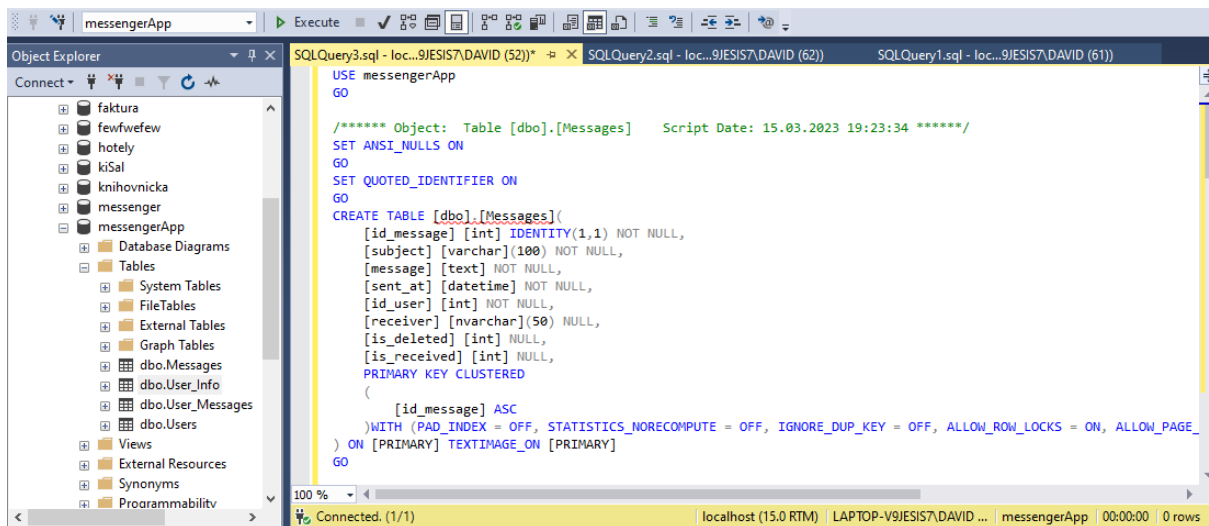 messengerApp
Execute
Object Explorer
Connect
faktura
fewfwefew
hotely
kiSal
knihovnicka
messenger
messengerApp
Database Diagrams
Tables
System Tables
FileTables
External Tables
Graph Tables
dbo.Messages
dbo.User_Info
dbo.User_Messages
dbo.Users
Views
External Resources
Synonyms
Programmability
SQLQuery3.sql - loc...9JESIS7\DAVID (52))* SQLQuery2.sql - loc...9JESIS7\DAVID (62)) SQLQuery1.sql - loc...9JESIS7\DAVID (61))
USE messengerApp
GO
/****** Object:  Table [dbo].[Messages]    Script Date: 15.03.2023 19:23:34 ******/
SET ANSI_NULLS ON
GO
SET QUOTED_IDENTIFIER ON
GO
CREATE TABLE [dbo].[Messages](
[id_message] [int] IDENTITY(1,1) NOT NULL,
[subject] [varchar](100) NOT NULL,
[message] [text] NOT NULL,
[sent_at] [datetime] NOT NULL,
[id_user] [int] NOT NULL,
[receiver] [nvarchar](50) NULL,
[is_deleted] [int] NULL,
[is_received] [int] NULL,
PRIMARY KEY CLUSTERED
(
[id_message] ASC
)WITH (PAD_INDEX = OFF, STATISTICS_NORECOMPUTE = OFF, IGNORE_DUP_KEY = OFF, ALLOW_ROW_LOCKS = ON, ALLOW_PAGE_
) ON [PRIMARY] TEXTIMAGE_ON [PRIMARY]
GO
100 %
Connected. (1/1) localhost (15.0 RTM) LAPTOP-V9JESIS7\DAVID ... messengerApp 00:00:00 0 rows